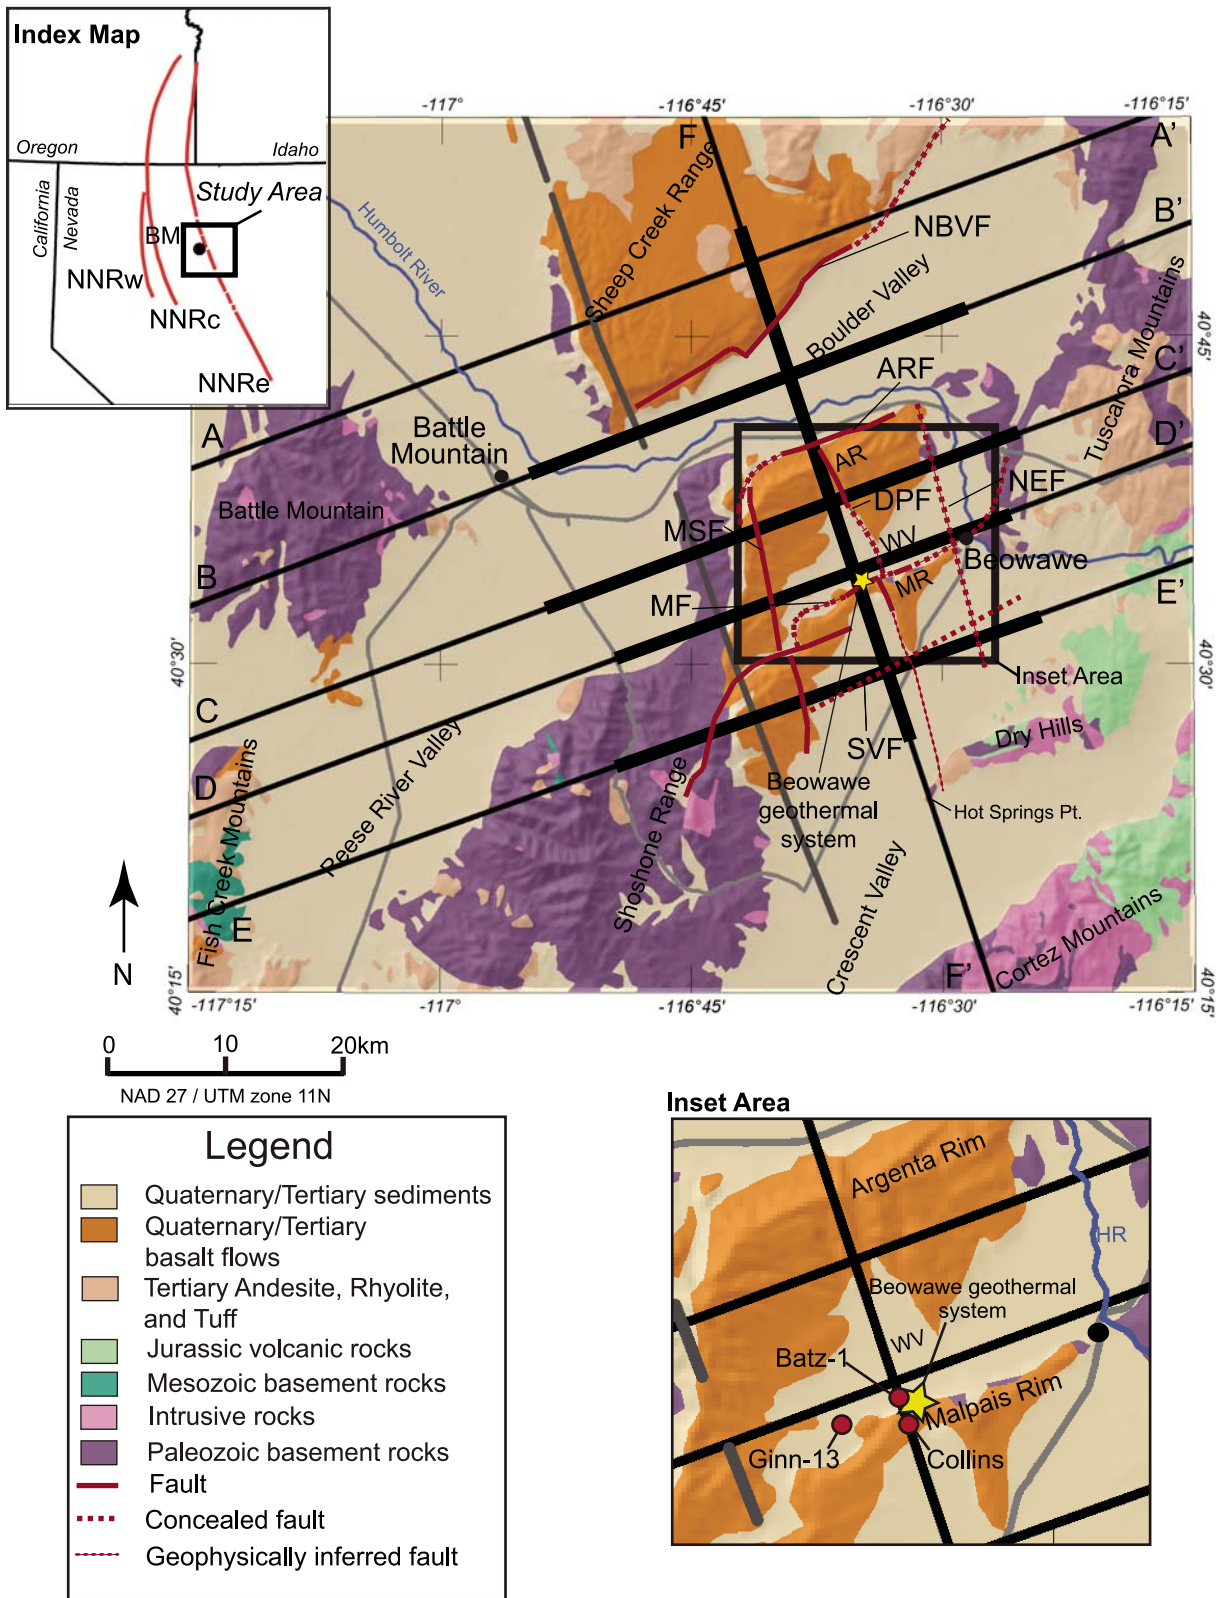 Index Map
Oregon
Idaho
California
Nevada
Study Area
BM
NNRw
NNRc
NNRe
-117°
-116°45'
-116°30'
-116°15'
F
A'
B'
C'
D'
E'
Humbolt River
Sheep Creek Range
NBVF
Boulder Valley
Tuscarora Mountains
40°45'
ARF
A
Battle
Mountain
AR
Battle Mountain
DPF
NEF
MSF
WV
Beowawe
B
MF
MR
40°30'
40°30'
Inset Area
C
Dry Hills
SVF
Beowawe
geothermal
system
Hot Springs Pt.
D
Reese River Valley
Shoshone Range
Fish Creek Mountains
Crescent Valley
E
Cortez Mountains
F'
N
40°15'
40°15'
-117°15'
-117°
-116°45'
-116°30'
-116°15'
0
10
20km
NAD 27 / UTM zone 11N
Legend
Quaternary/Tertiary sediments
Quaternary/Tertiary
basalt flows
Tertiary Andesite, Rhyolite,
and Tuff
Jurassic volcanic rocks
Mesozoic basement rocks
Intrusive rocks
Paleozoic basement rocks
Fault
Concealed fault
Geophysically inferred fault
Inset Area
Argenta Rim
HR
Beowawe geothermal
system
WV
Batz-1
Malpais Rim
Ginn-13
Collins